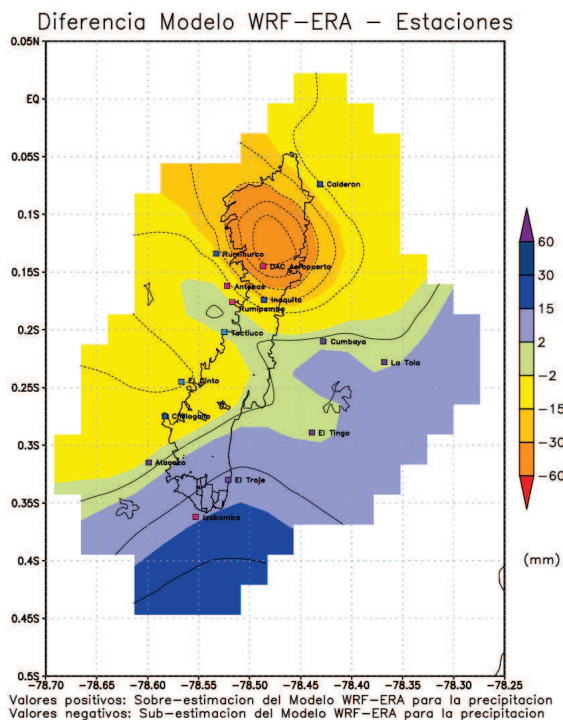 Diferencia Modelo WRF-ERA - Estaciones
0.05N
EQ
0.05S
0.1S
0.15S
0.2S
0.25S
0.3S
0.35S
0.4S
0.45S
0.5S
Calderon
Rumihurco
DAC Aeropuerto
Antenas
Inaquito
Rumipamba
Tactiuco
Cumbaya
La Tola
El Cinto
Chillogallo
El Tingo
Atacazo
El Troje
Izobamba
60
30
15
2
-2
-15
-30
-60
(mm)
-78.70 -78.65 -78.60 -78.55 -78.50 -78.45 -78.40 -78.35 -78.30 -78.25
Valores positivos: Sobre-estimacion del Modelo WRF-ERA para la precipitacion
Valores negativos: Sub-estimacion del Modelo WRF-ERA para la precipitacion